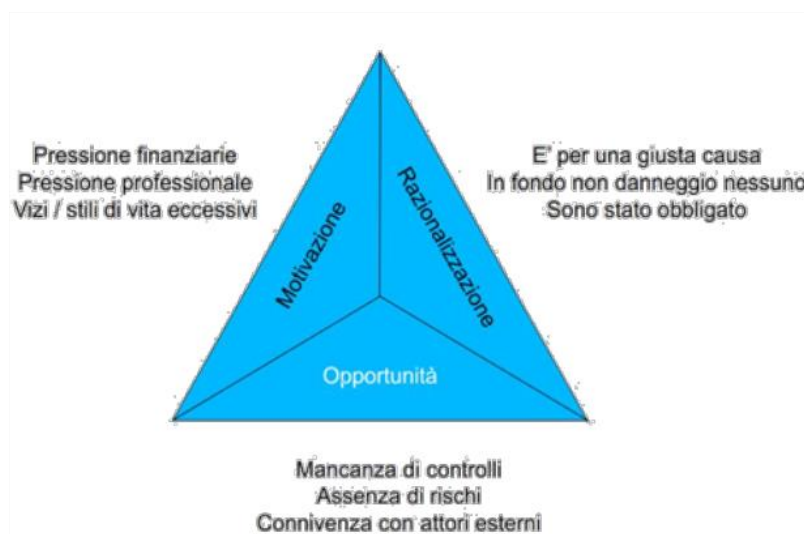 Pressione finanziarie
Pressione professionale
Vizi / stili di vita eccessivi
E' per una giusta causa
In fondo non danneggio nessuno
Sono stato obbligato
Motivazione
Razionalizzazione
Opportunità
Mancanza di controlli
Assenza di rischi
Connivenza con attori esterni